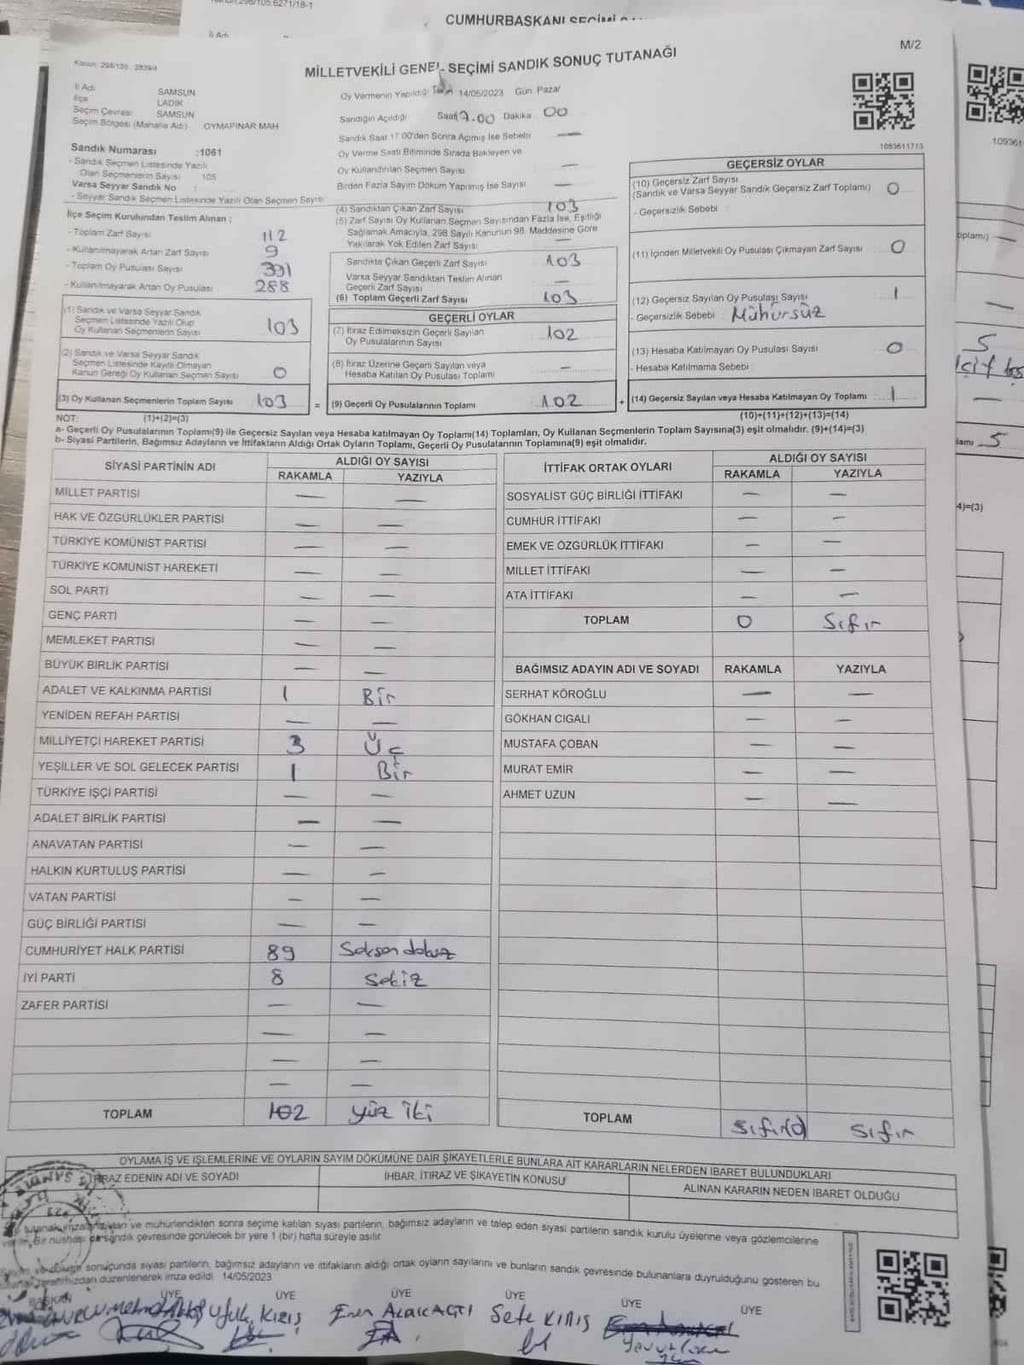 CUMHURBAŞKANI SEÇİMİ
MİLLETVEKİLİ GENEL SEÇİMİ SANDIK SONUÇ TUTANAĞI
M/2
İl Adı SAMSUN
İlçe LADİK
Seçim Çevresi SAMSUN
Seçim Bölgesi (Mahalle Adı) OYMAPINAR MAH
Sandık Numarası :1061
- Sandık Seçmen Listesinde Yazılı
Olan Seçmenlerin Sayısı 105
Varsa Seyyar Sandık No :
- Seyyar Sandık Seçmen Listesinde Yazılı Olan Seçmen Sayısı
İlçe Seçim Kurulundan Teslim Alınan ;
- Toplam Zarf Sayısı 112
- Kullanılmayarak Artan Zarf Sayısı 9
- Toplam Oy Pusulası Sayısı 391
- Kullanılmayarak Artan Oy Pusulası 288
(1) Sandık ve Varsa Seyyar Sandık
Seçmen Listesinde Yazılı Olup
Oy Kullanan Seçmenlerin Sayısı 103
(2) Sandık ve Varsa Seyyar Sandık
Seçmen Listesinde Kayıtlı Olmayan
Kanun Gereği Oy Kullanan Seçmen Sayısı 0
(3) Oy Kullanan Seçmenlerin Toplam Sayısı 103 =
Oy Vermenin Yapıldığı 14/05/2023 Gün Pazar
Sandığın Açıldığı Saat 17.00 Dakika 00
Sandık Saat 17:00'den Sonra Açılmış İse Sebebi —
Oy Verme Saati Bitiminde Sırada Bekleyen ve
Oy Kullandırılan Seçmen Sayısı —
Birden Fazla Sayım Döküm Yapılmış İse Sayısı —
(4) Sandıktan Çıkan Zarf Sayısı 103
(5) Zarf Sayısı Oy Kullanan Seçmen Sayısından Fazla İse, Eşitliği
Sağlamak Amacıyla, 298 Sayılı Kanunun 98. Maddesine Göre
Yakılarak Yok Edilen Zarf Sayısı —
Sandıkta Çıkan Geçerli Zarf Sayısı 103
Varsa Seyyar Sandıktan Teslim Alınan
Geçerli Zarf Sayısı —
(6) Toplam Geçerli Zarf Sayısı 103
GEÇERLİ OYLAR
(7) İtiraz Edilmeksizin Geçerli Sayılan
Oy Pusulalarının Sayısı 102
(8) İtiraz Üzerine Geçerli Sayılan veya
Hesaba Katılan Oy Pusulası Toplamı —
(9) Geçerli Oy Pusulalarının Toplamı 102 +
1083611713
GEÇERSİZ OYLAR
(10) Geçersiz Zarf Sayısı
(Sandık ve Varsa Seyyar Sandık Geçersiz Zarf Toplamı) 0
- Geçersizlik Sebebi :
(11) İçinden Milletvekili Oy Pusulası Çıkmayan Zarf Sayısı 0
(12) Geçersiz Sayılan Oy Pusulası Sayısı 1
- Geçersizlik Sebebi : Mühürsüz
(13) Hesaba Katılmayan Oy Pusulası Sayısı 0
- Hesaba Katılmama Sebebi :
(14) Geçersiz Sayılan veya Hesaba Katılmayan Oy Toplamı 1
NOT: (1)+(2)=(3) (10)+(11)+(12)+(13)=(14)
a- Geçerli Oy Pusulalarının Toplamı(9) ile Geçersiz Sayılan veya Hesaba katılmayan Oy Toplamı(14) Toplamları, Oy Kullanan Seçmenlerin Toplam Sayısına(3) eşit olmalıdır. (9)+(14)=(3)
b- Siyasi Partilerin, Bağımsız Adayların ve İttifakların Aldığı Ortak Oyların Toplamı, Geçerli Oy Pusulalarının Toplamına(9) eşit olmalıdır.
SİYASİ PARTİNİN ADI ALDIĞI OY SAYISI
RAKAMLA YAZIYLA
MİLLET PARTİSİ — —
HAK VE ÖZGÜRLÜKLER PARTİSİ — —
TÜRKİYE KOMÜNİST PARTİSİ — —
TÜRKİYE KOMÜNİST HAREKETİ — —
SOL PARTİ — —
GENÇ PARTİ — —
MEMLEKET PARTİSİ — —
BÜYÜK BİRLİK PARTİSİ — —
ADALET VE KALKINMA PARTİSİ 1 Bir
YENİDEN REFAH PARTİSİ — —
MİLLİYETÇİ HAREKET PARTİSİ 3 Üç
YEŞİLLER VE SOL GELECEK PARTİSİ 1 Bir
TÜRKİYE İŞÇİ PARTİSİ — —
ADALET BİRLİK PARTİSİ — —
ANAVATAN PARTİSİ — —
HALKIN KURTULUŞ PARTİSİ — —
VATAN PARTİSİ — —
GÜÇ BİRLİĞİ PARTİSİ — —
CUMHURİYET HALK PARTİSİ 89 Seksen dokuz
İYİ PARTİ 8 Sekiz
ZAFER PARTİSİ — —
— —
— —
— —
TOPLAM 102 yüz iki
İTTİFAK ORTAK OYLARI ALDIĞI OY SAYISI
RAKAMLA YAZIYLA
SOSYALİST GÜÇ BİRLİĞİ İTTİFAKI — —
CUMHUR İTTİFAKI — —
EMEK VE ÖZGÜRLÜK İTTİFAKI — —
MİLLET İTTİFAKI — —
ATA İTTİFAKI — —
TOPLAM 0 Sıfır
BAĞIMSIZ ADAYIN ADI VE SOYADI RAKAMLA YAZIYLA
SERHAT KÖROĞLU — —
GÖKHAN CIGALI — —
MUSTAFA ÇOBAN — —
MURAT EMİR — —
AHMET UZUN — —
TOPLAM Sıfır(0) Sıfır
OYLAMA İŞ VE İŞLEMLERİNE VE OYLARIN SAYIM DÖKÜMÜNE DAİR ŞİKAYETLERLE BUNLARA AİT KARARLARIN NELERDEN İBARET BULUNDUKLARI
İTİRAZ EDENİN ADI VE SOYADI İHBAR, İTİRAZ VE ŞİKAYETİN KONUSU ALINAN KARARIN NEDEN İBARET OLDUĞU
ve mühürlendikten sonra seçime katılan siyasi partilerin, bağımsız adayların ve talep eden siyasi partilerin sandık kurulu üyelerine veya gözlemcilerine
Bir nüshası da sandık çevresinde görülecek bir yere 1 (bir) hafta süreyle asılır
sonucunda siyasi partilerin, bağımsız adayların ve ittifakların aldığı ortak oyların sayılarını ve bunların sandık çevresinde bulunanlara duyrulduğunu gösteren bu
tarafımızdan düzenlenerek imza edildi 14/05/2023
BAŞKAN ÜYE ÜYE ÜYE ÜYE ÜYE ÜYE
Ufuk KİRİŞ
Sefe KİRİŞ